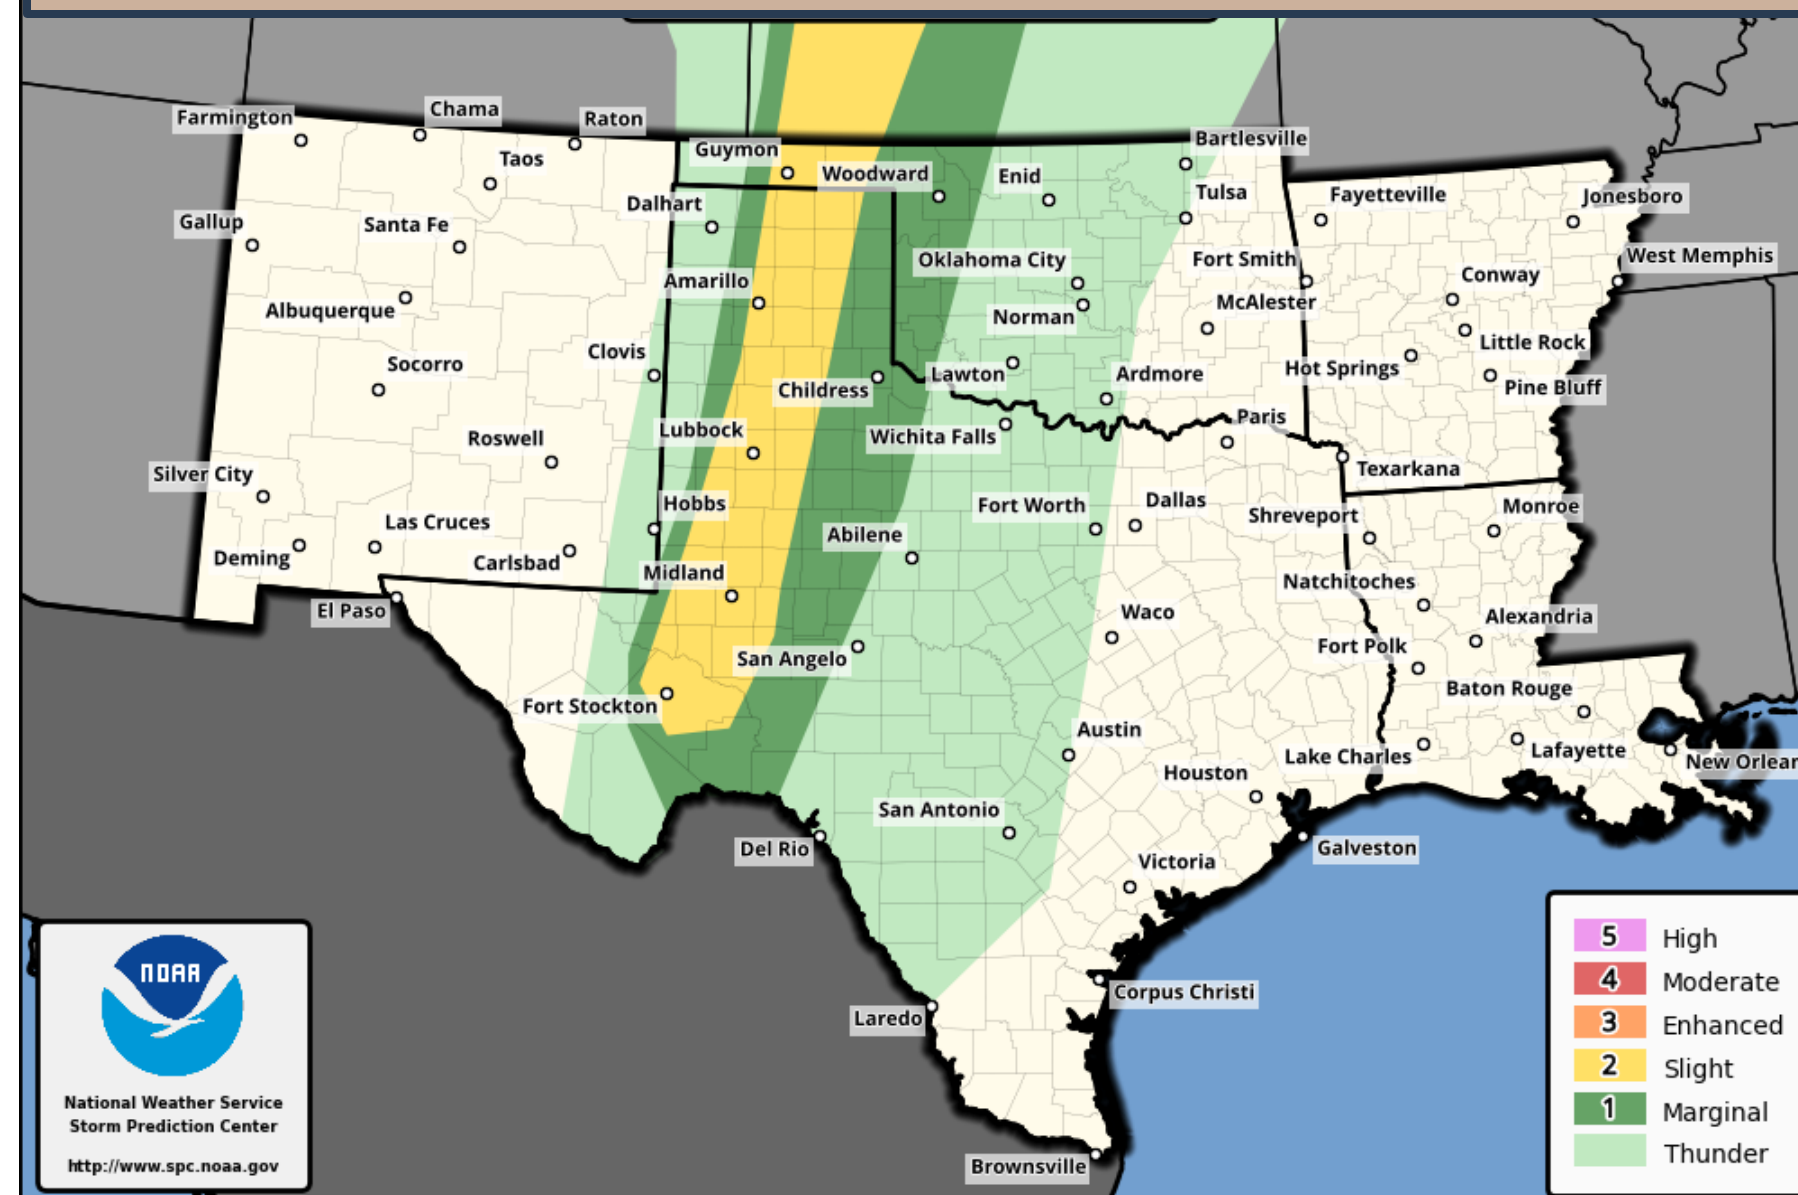 Farmington
Chama
Raton
Guymon
Bartlesville
Taos
Woodward
Enid
Tulsa
Fayetteville
Jonesboro
Gallup
Santa Fe
Dalhart
Oklahoma City
Fort Smith
West Memphis
Amarillo
Conway
Albuquerque
Norman
McAlester
Little Rock
Socorro
Clovis
Childress
Lawton
Ardmore
Hot Springs
Pine Bluff
Roswell
Lubbock
Wichita Falls
Paris
Silver City
Texarkana
Hobbs
Fort Worth
Dallas
Shreveport
Monroe
Las Cruces
Abilene
Deming
Carlsbad
Midland
Natchitoches
El Paso
Waco
Alexandria
San Angelo
Fort Polk
Fort Stockton
Baton Rouge
Austin
Lake Charles
Lafayette
New Orlean
Houston
San Antonio
Del Rio
Galveston
Victoria
Laredo
Corpus Christi
Brownsville
NOAA
National Weather Service
Storm Prediction Center
http://www.spc.noaa.gov
5 High
4 Moderate
3 Enhanced
2 Slight
1 Marginal
Thunder